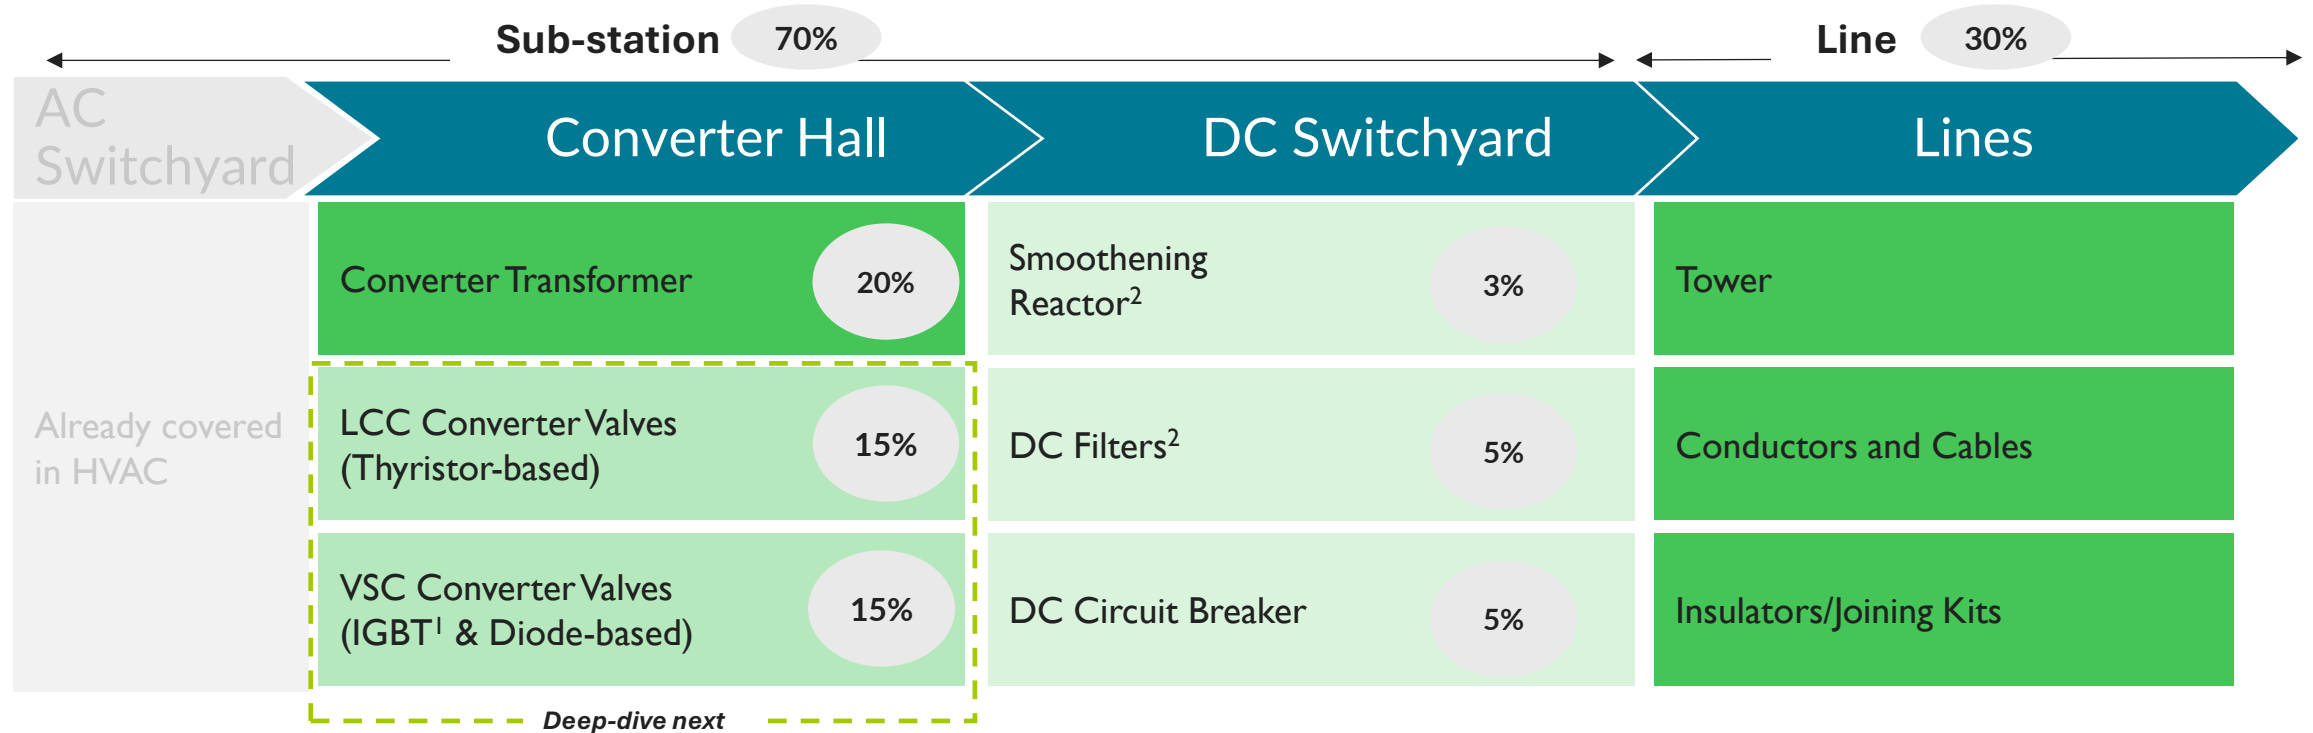 Sub-station 70%
Line 30%
AC
Switchyard
Converter Hall
DC Switchyard
Lines
Already covered
in HVAC
Converter Transformer
20%
LCC Converter Valves
(Thyristor-based)
15%
VSC Converter Valves
(IGBT¹ & Diode-based)
15%
Deep-dive next
Smoothening
Reactor²
3%
DC Filters²
5%
DC Circuit Breaker
5%
Tower
Conductors and Cables
Insulators/Joining Kits